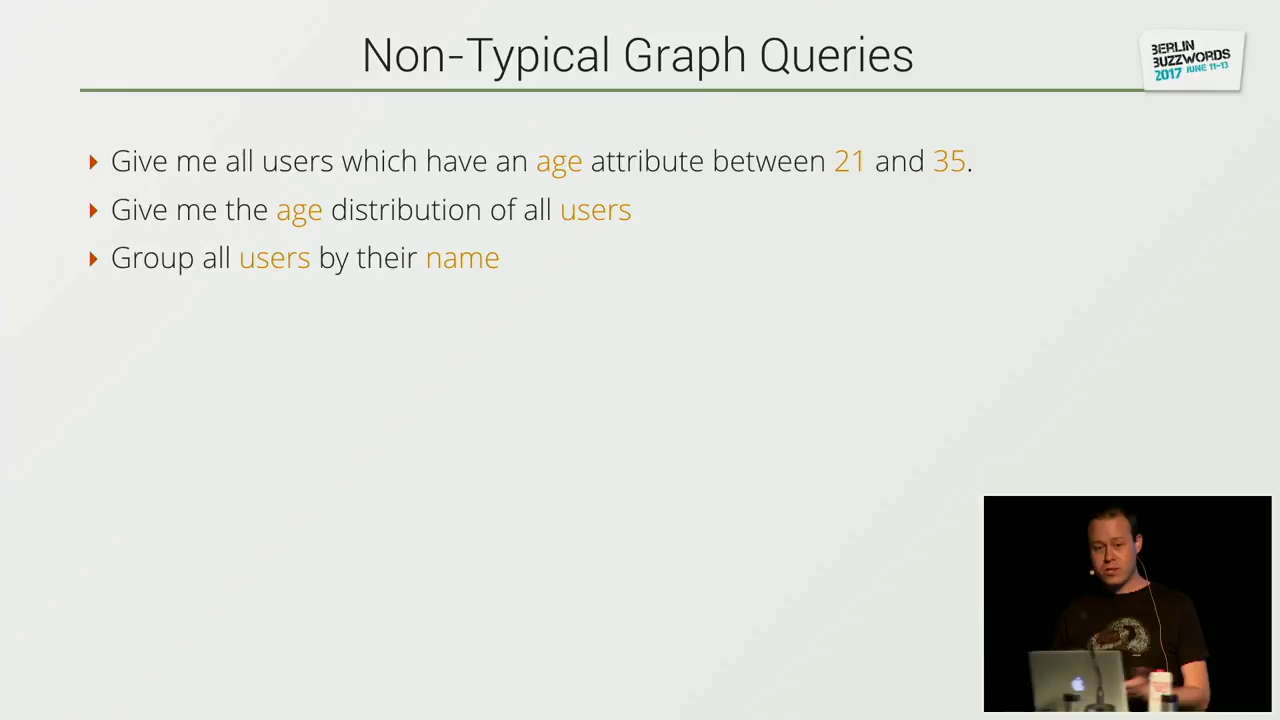 Non-Typical Graph Queries
BERLIN
BUZZWORDS
2017 JUNE 11-13
Give me all users which have an age attribute between 21 and 35.
Give me the age distribution of all users
Group all users by their name